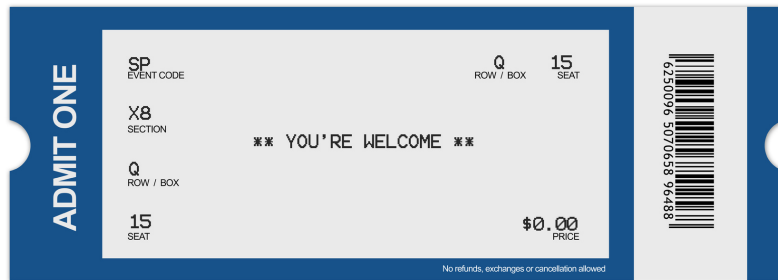 ADMIT ONE
SP
EVENT CODE
Q 15
ROW / BOX SEAT
X8
SECTION
** YOU'RE WELCOME **
Q
ROW / BOX
15
SEAT
$0.00
PRICE
No refunds, exchanges or cancellation allowed
6250096 5070658 96488